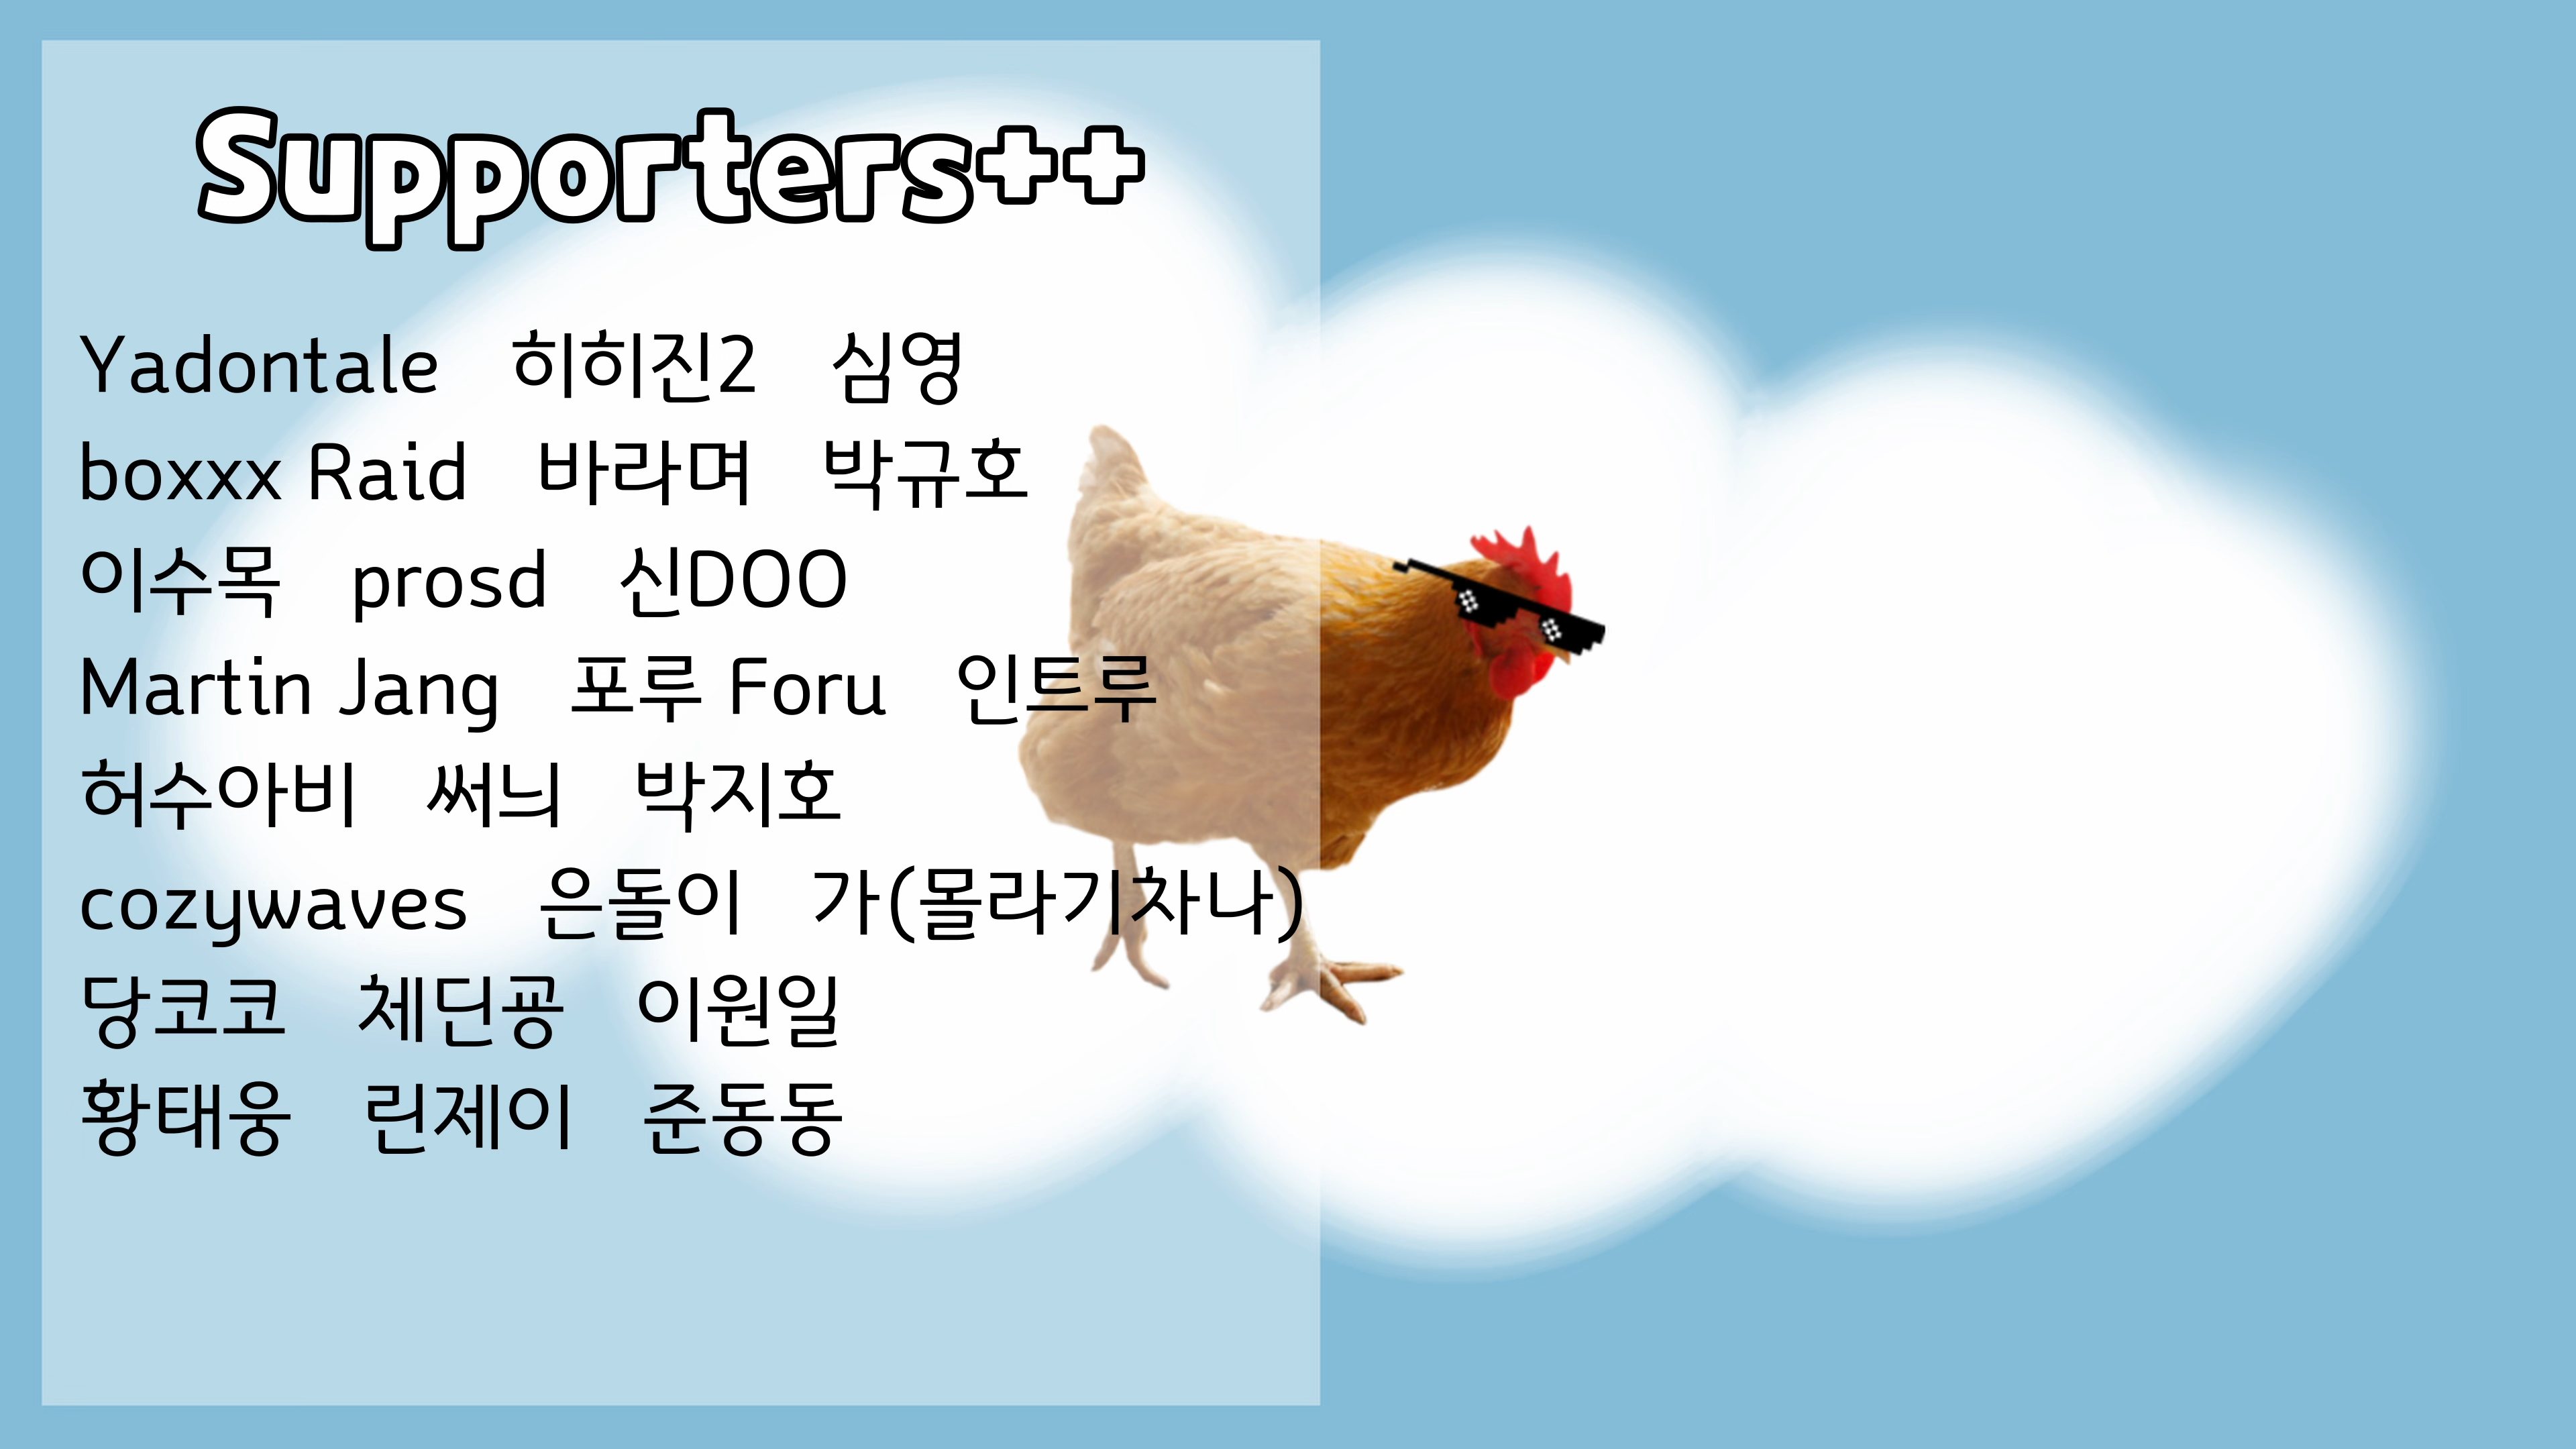 Supporters++
Yadontale 히히진2 심영
boxxx Raid 바라며 박규호
이수목 prosd 신DOO
Martin Jang 포루 Foru 인트루
허수아비 써늬 박지호
cozywaves 은돌이 가(몰라기차나)
당코코 체딘굥 이원일
황태웅 린제이 준동동